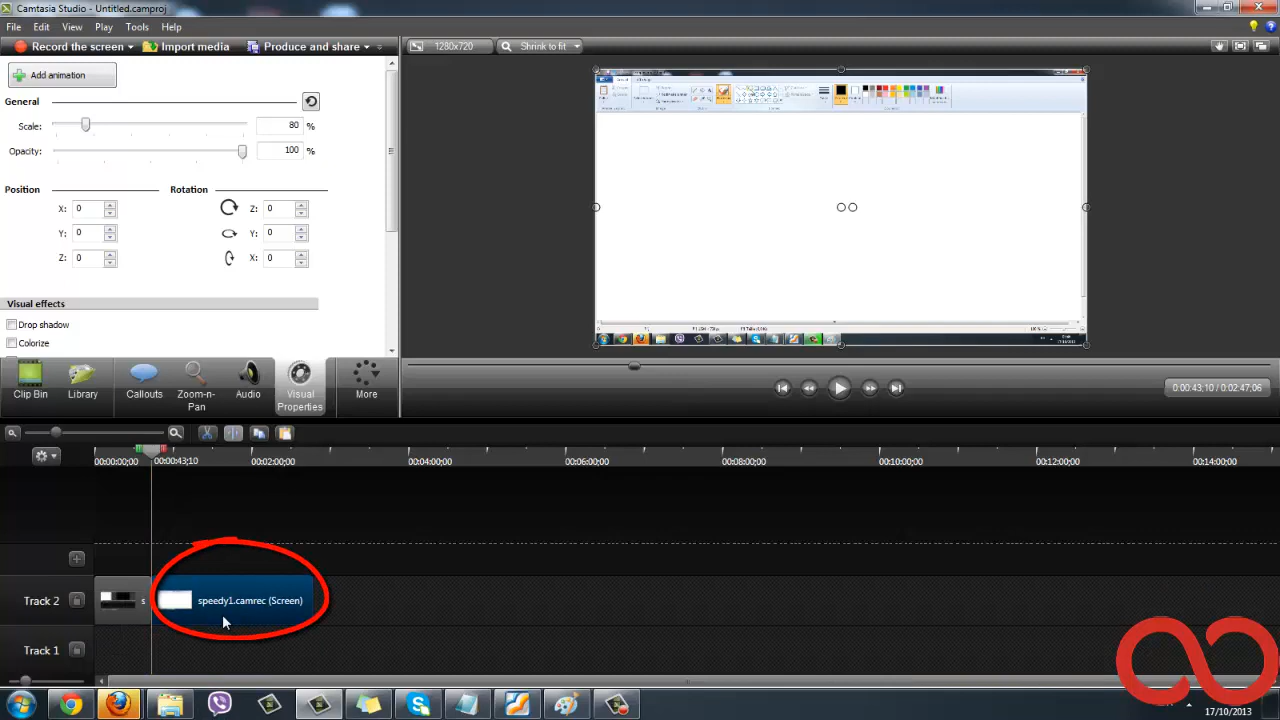 Camtasia Studio - Untitled.camproj
File Edit View Play Tools Help
Record the screen Import media Produce and share
1280x720 Shrink to fit
Add animation
General
Scale: 80 %
Opacity: 100 %
Position Rotation
X: 0 Z: 0
Y: 0 Y: 0
Z: 0 X: 0
Visual effects
Drop shadow
Colorize
Clip Bin Library Callouts Zoom-n-Pan Audio Visual Properties More
0:00:43;10 / 0:02:47;06
00:00:00;00 00:00:43;10 00:02:00;00 00:04:00;00 00:06:00;00 00:08:00;00 00:10:00;00 00:12:00;00 00:14:00;00
Track 2 s speedy1.camrec (Screen)
Track 1
17/10/2013